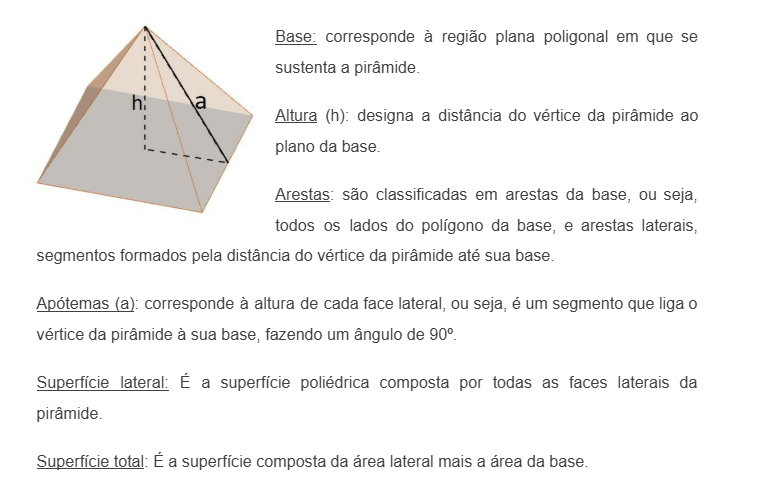 Base: corresponde à região plana poligonal em que se
sustenta a pirâmide.
h
a
Altura (h): designa a distância do vértice da pirâmide ao
plano da base.
Arestas: são classificadas em arestas da base, ou seja,
todos os lados do polígono da base, e arestas laterais,
segmentos formados pela distância do vértice da pirâmide até sua base.
Apótemas (a): corresponde à altura de cada face lateral, ou seja, é um segmento que liga o
vértice da pirâmide à sua base, fazendo um ângulo de 90º.
Superfície lateral: É a superfície poliédrica composta por todas as faces laterais da
pirâmide.
Superfície total: É a superfície composta da área lateral mais a área da base.